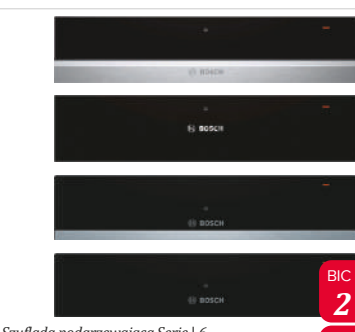 BOSCH
BOSCH
BOSCH
BOSCH
BIC
2
Szuflada podgrzewająca Serie | 6